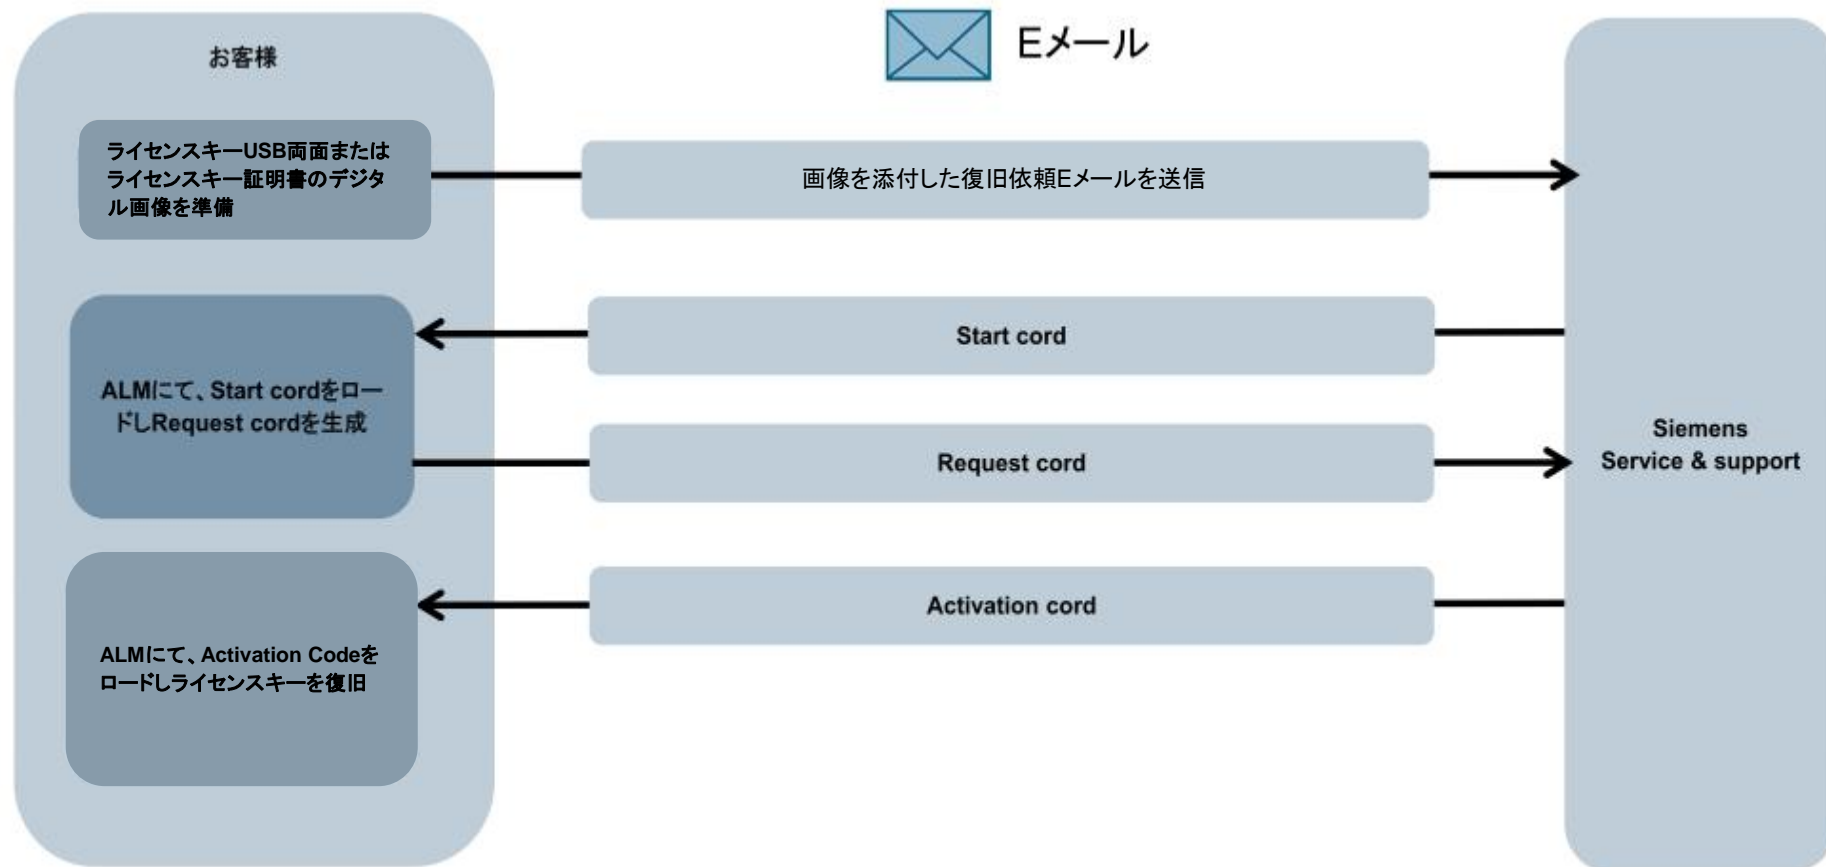 お客様
Eメール
ライセンスキーUSB両面または
ライセンスキー証明書のデジタ
ル画像を準備
画像を添付した復旧依頼Eメールを送信
Start cord
ALMにて、Start cordをロー
ドしRequest cordを生成
Request cord
Siemens
Service & support
Activation cord
ALMにて、Activation Codeを
ロードしライセンスキーを復旧